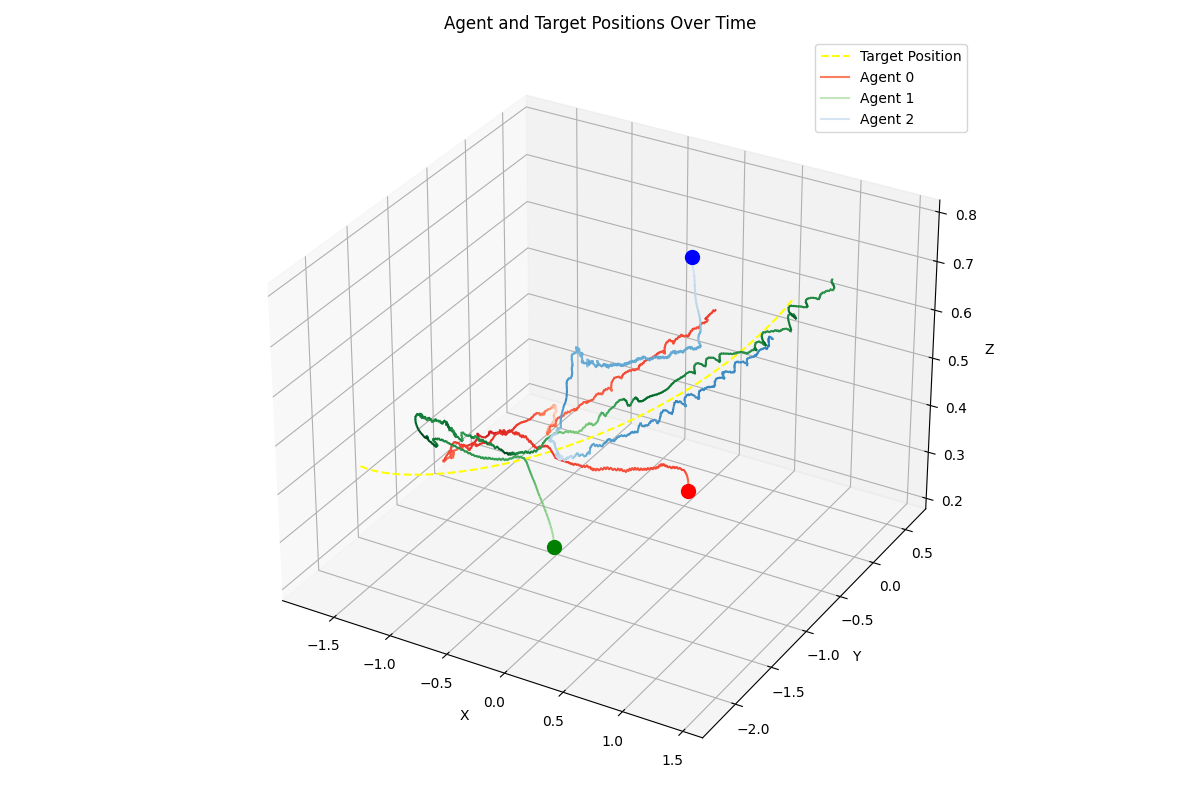 Agent and Target Positions Over Time
Target Position
Agent 0
Agent 1
Agent 2
0.8
0.7
0.6
0.5
0.4
0.3
0.2
Z
0.5
0.0
−0.5
−1.0
−1.5
−2.0
Y
−1.5
−1.0
−0.5
0.0
0.5
1.0
1.5
X